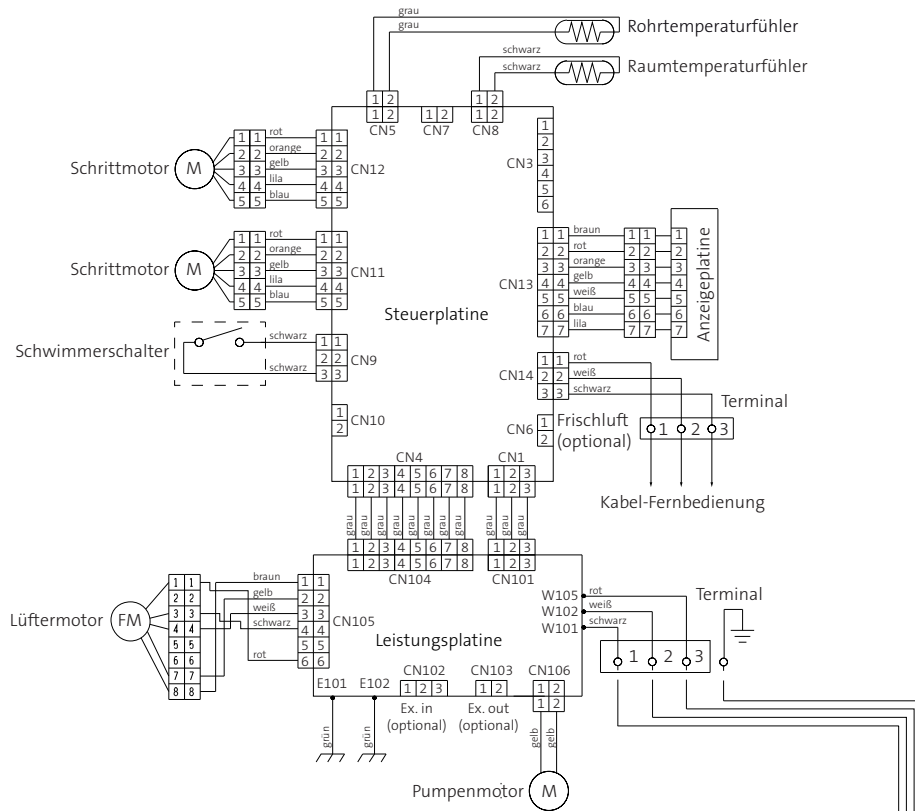 grau
grau
Rohrtemperaturfühler
schwarz
schwarz
Raumtemperaturfühler
1 2
1 2
CN5
1 2
CN7
1 2
1 2
CN8
Schrittmotor
M
1 1 rot 1 1
2 2 orange 2 2
3 3 gelb 3 3
4 4 lila 4 4
5 5 blau 5 5
CN12
1
2
3
4
5
6
CN3
Schrittmotor
M
1 1 rot 1 1
2 2 orange 2 2
3 3 gelb 3 3
4 4 lila 4 4
5 5 blau 5 5
CN11
Steuerplatine
CN13
1 1 braun 1 1 1
2 2 rot 2 2 2
3 3 orange 3 3 3
4 4 gelb 4 4 4
5 5 weiß 5 5 5
6 6 blau 6 6 6
7 7 lila 7 7 7
Anzeigeplatine
Schwimmerschalter
schwarz 1 1
2 2
schwarz 3 3
CN9
CN14
1 1 rot
2 2 weiß
3 3 schwarz
Terminal
1 2 3
Kabel-Fernbedienung
1
2
CN10
CN6
1
2
Frischluft
(optional)
CN4
1 2 3 4 5 6 7 8
1 2 3 4 5 6 7 8
CN1
1 2 3
1 2 3
grau grau grau grau grau grau grau grau
grau grau grau
1 2 3 4 5 6 7 8
1 2 3 4 5 6 7 8
CN104
1 2 3
1 2 3
CN101
Lüftermotor
FM
1 1
2 2
3 3
4 4
5 5
6 6
7 7
8 8
braun 1 1
gelb 2 2
weiß 3 3
schwarz 4 4
5 5
rot 6 6
CN105
Leistungsplatine
W105 rot
W102 weiß
W101 schwarz
Terminal
1 2 3
E101 E102
grün
grün
CN102
1 2 3
Ex. in
(optional)
CN103
1 2
Ex. out
(optional)
CN106
1 2
1 2
gelb
gelb
Pumpenmotor
M